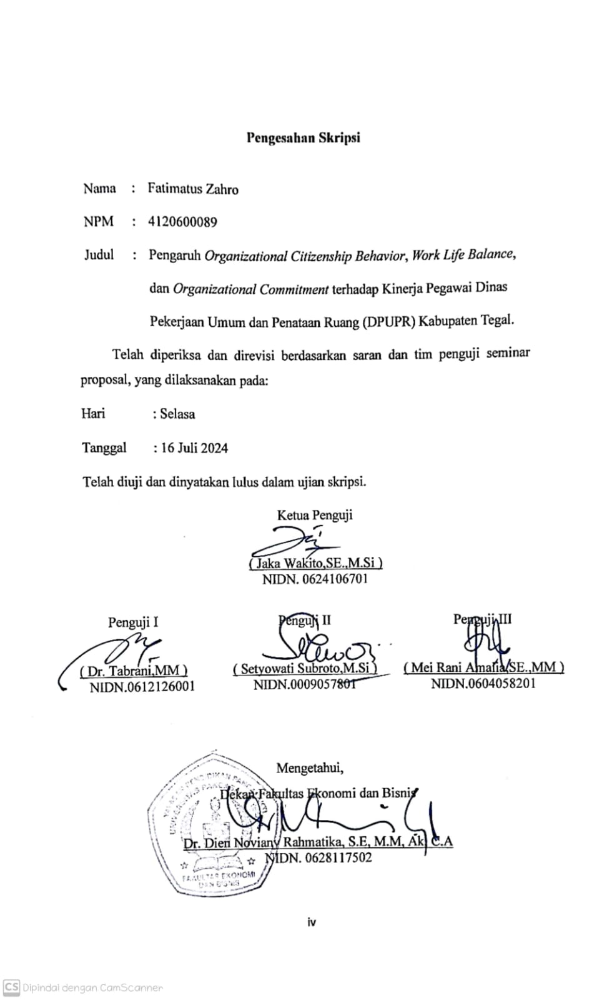 Pengesahan Skripsi
Nama : Fatimatus Zahro
NPM : 4120600089
Judul : Pengaruh Organizational Citizenship Behavior, Work Life Balance,
dan Organizational Commitment terhadap Kinerja Pegawai Dinas
Pekerjaan Umum dan Penataan Ruang (DPUPR) Kabupaten Tegal.
Telah diperiksa dan direvisi berdasarkan saran dan tim penguji seminar
proposal, yang dilaksanakan pada:
Hari : Selasa
Tanggal : 16 Juli 2024
Telah diuji dan dinyatakan lulus dalam ujian skripsi.
Ketua Penguji
( Jaka Wakito,SE.,M.Si )
NIDN. 0624106701
Penguji I Penguji II Penguji III
( Dr. Tabrani,MM ) ( Setyowati Subroto,M.Si ) ( Mei Rani Amalia,SE.,MM )
NIDN.0612126001 NIDN.0009057801 NIDN.0604058201
Mengetahui,
Dekan Fakultas Ekonomi dan Bisnis
Dr. Dien Noviany Rahmatika, S.E, M.M, Ak, C.A
NIDN. 0628117502
FAKULTAS EKONOMI
DAN BISNIS
iv
CS Dipindai dengan CamScanner